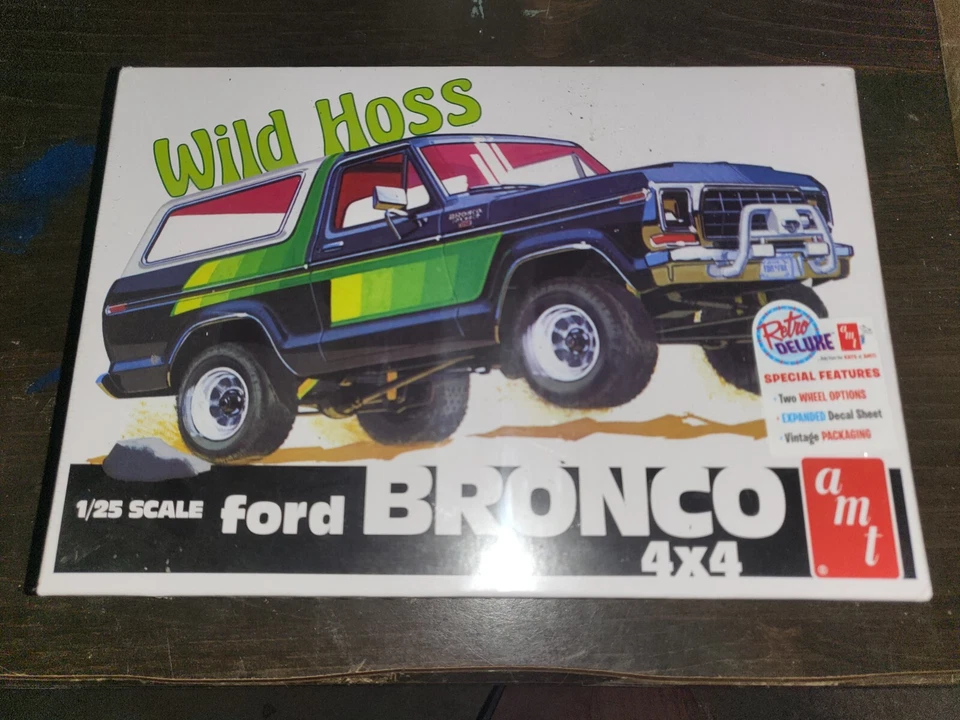 Wild Hoss
Retro
DELUXE
amt
SPECIAL FEATURES
· Two WHEEL OPTIONS
· EXPANDED Decal Sheet
· Vintage PACKAGING
1/25 SCALE ford BRONCO
4x4
amt
®